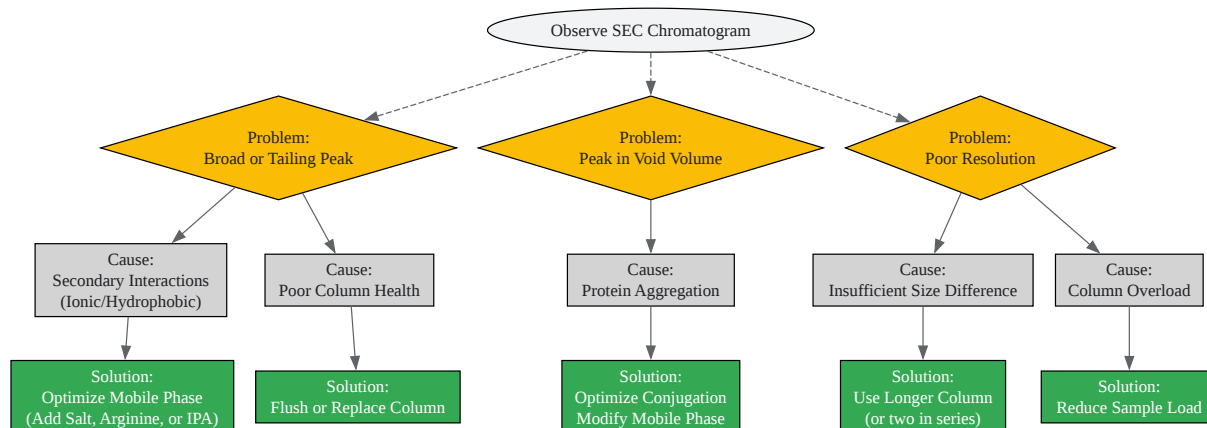 Observe SEC Chromatogram
Problem:
Broad or Tailing Peak
Problem:
Peak in Void Volume
Problem:
Poor Resolution
Cause:
Secondary Interactions
(Ionic/Hydrophobic)
Cause:
Poor Column Health
Cause:
Protein Aggregation
Cause:
Insufficient Size Difference
Cause:
Column Overload
Solution:
Optimize Mobile Phase
(Add Salt, Arginine, or IPA)
Solution:
Flush or Replace Column
Solution:
Optimize Conjugation
Modify Mobile Phase
Solution:
Use Longer Column
(or two in series)
Solution:
Reduce Sample Load